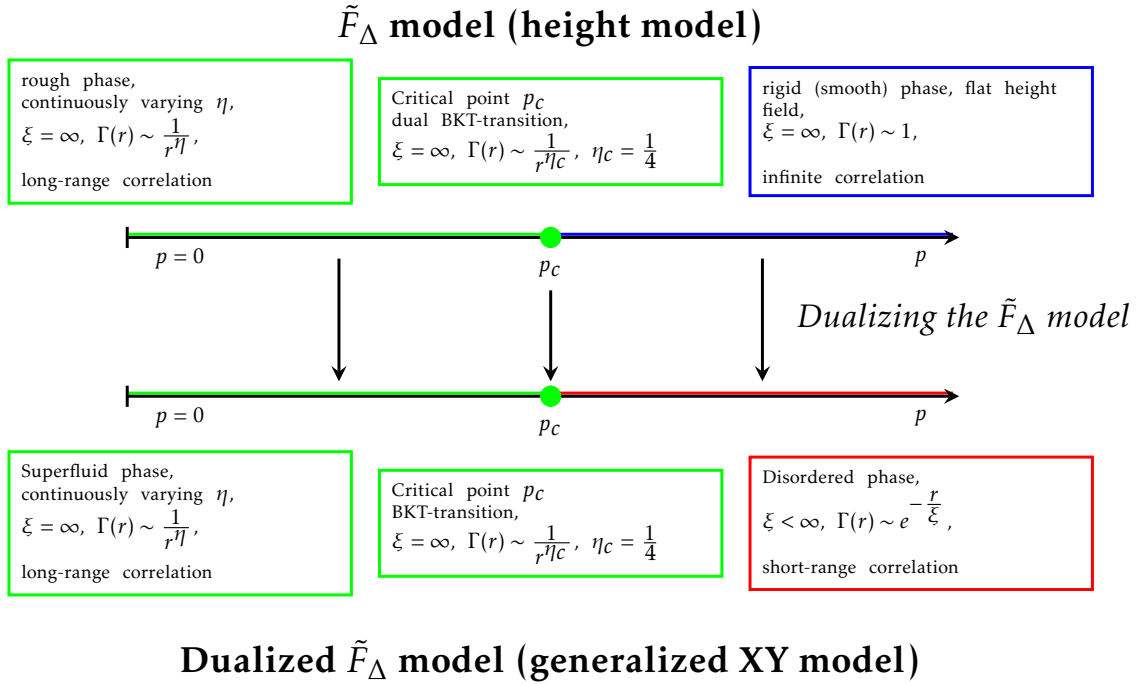 F̃_Δ model (height model)
rough phase,
continuously varying η,
ξ = ∞, Γ(r) ∼ 1/r^η,
long-range correlation
Critical point p_c
dual BKT-transition,
ξ = ∞, Γ(r) ∼ 1/r^{η_c}, η_c = 1/4
rigid (smooth) phase, flat height
field,
ξ = ∞, Γ(r) ∼ 1,
infinite correlation
p = 0
p_c
p
Dualizing the F̃_Δ model
p = 0
p_c
p
Superfluid phase,
continuously varying η,
ξ = ∞, Γ(r) ∼ 1/r^η,
long-range correlation
Critical point p_c
BKT-transition,
ξ = ∞, Γ(r) ∼ 1/r^{η_c}, η_c = 1/4
Disordered phase,
ξ < ∞, Γ(r) ∼ e^{-r/ξ},
short-range correlation
Dualized F̃_Δ model (generalized XY model)